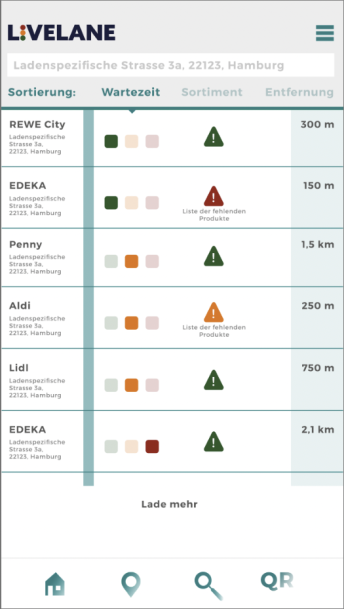 LIVELANE
Ladenspezifische Strasse 3a, 22123, Hamburg
Sortierung: Wartezeit Sortiment Entfernung
REWE City 300 m
Ladenspezifische
Strasse 3a,
22123, Hamburg
EDEKA 150 m
Ladenspezifische
Strasse 3a,
22123, Hamburg
Liste der fehlenden
Produkte
Penny 1,5 km
Ladenspezifische
Strasse 3a,
22123, Hamburg
Aldi 250 m
Ladenspezifische
Strasse 3a,
22123, Hamburg
Liste der fehlenden
Produkte
Lidl 750 m
Ladenspezifische
Strasse 3a,
22123, Hamburg
EDEKA 2,1 km
Ladenspezifische
Strasse 3a,
22123, Hamburg
Lade mehr
QR